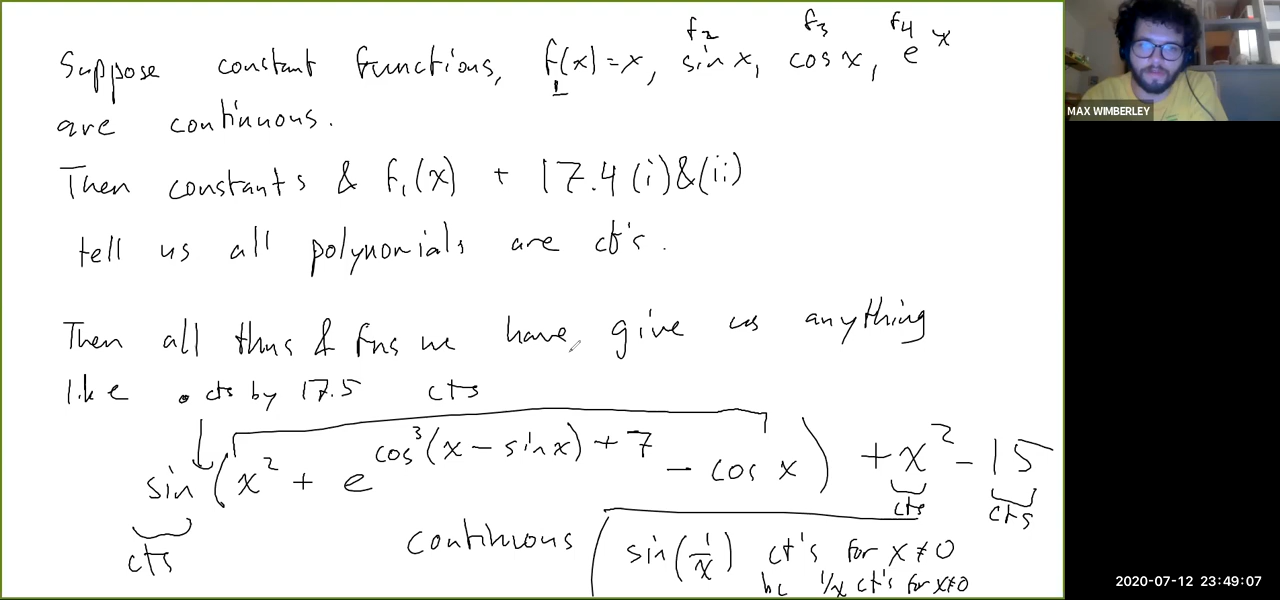 f₂ f₃ f₄
Suppose constant functions, f₁(x)=x, sin x, cos x, e^x
are continuous.
Then constants & f₁(x) + 17.4 (i)&(ii)
tell us all polynomials are ct's.
Then all thms & fns we have, give us anything
like • cts by 17.5 cts
sin(x² + e^(cos³(x - sin x) + 7) - cos x) + x² - 15
cts cts cts
continuous sin(1/x) ct's for x≠0
bc 1/x ct's for x≠0
MAX WIMBERLEY
2020-07-12 23:49:07